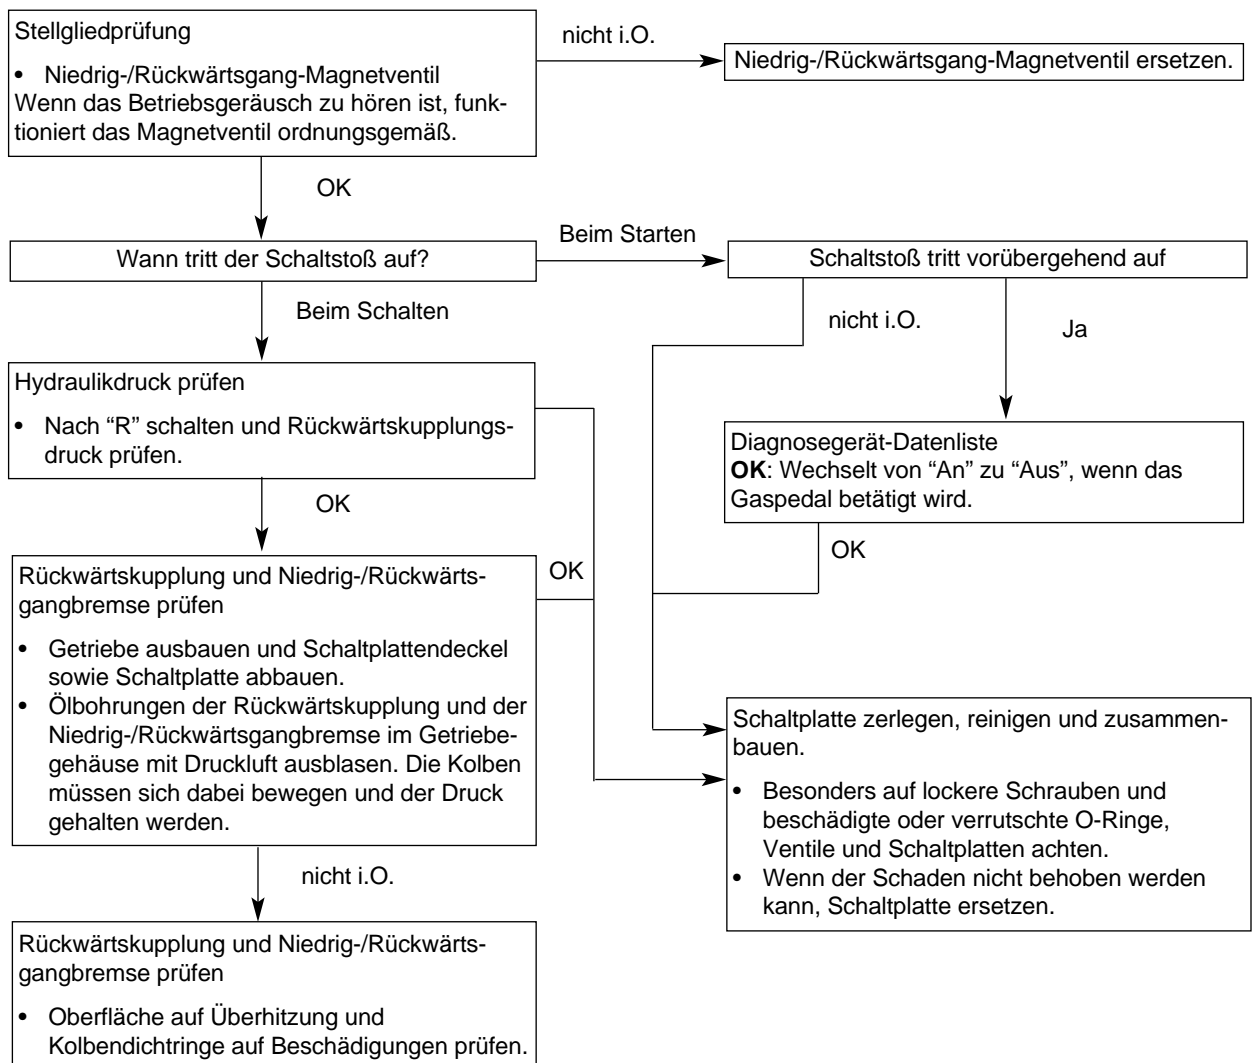 Stellgliedprüfung
• Niedrig-/Rückwärtsgang-Magnetventil
Wenn das Betriebsgeräusch zu hören ist, funk-
tioniert das Magnetventil ordnungsgemäß.
nicht i.O.
Niedrig-/Rückwärtsgang-Magnetventil ersetzen.
OK
Wann tritt der Schaltstoß auf?
Beim Starten
Schaltstoß tritt vorübergehend auf
Beim Schalten
nicht i.O.
Ja
Hydraulikdruck prüfen
• Nach “R” schalten und Rückwärtskupplungs-
druck prüfen.
Diagnosegerät-Datenliste
OK: Wechselt von “An” zu “Aus”, wenn das
Gaspedal betätigt wird.
OK
OK
Rückwärtskupplung und Niedrig-/Rückwärts-
gangbremse prüfen
• Getriebe ausbauen und Schaltplattendeckel
sowie Schaltplatte abbauen.
• Ölbohrungen der Rückwärtskupplung und der
Niedrig-/Rückwärtsgangbremse im Getriebe-
gehäuse mit Druckluft ausblasen. Die Kolben
müssen sich dabei bewegen und der Druck
gehalten werden.
OK
Schaltplatte zerlegen, reinigen und zusammen-
bauen.
• Besonders auf lockere Schrauben und
beschädigte oder verrutschte O-Ringe,
Ventile und Schaltplatten achten.
• Wenn der Schaden nicht behoben werden
kann, Schaltplatte ersetzen.
nicht i.O.
Rückwärtskupplung und Niedrig-/Rückwärts-
gangbremse prüfen
• Oberfläche auf Überhitzung und
Kolbendichtringe auf Beschädigungen prüfen.